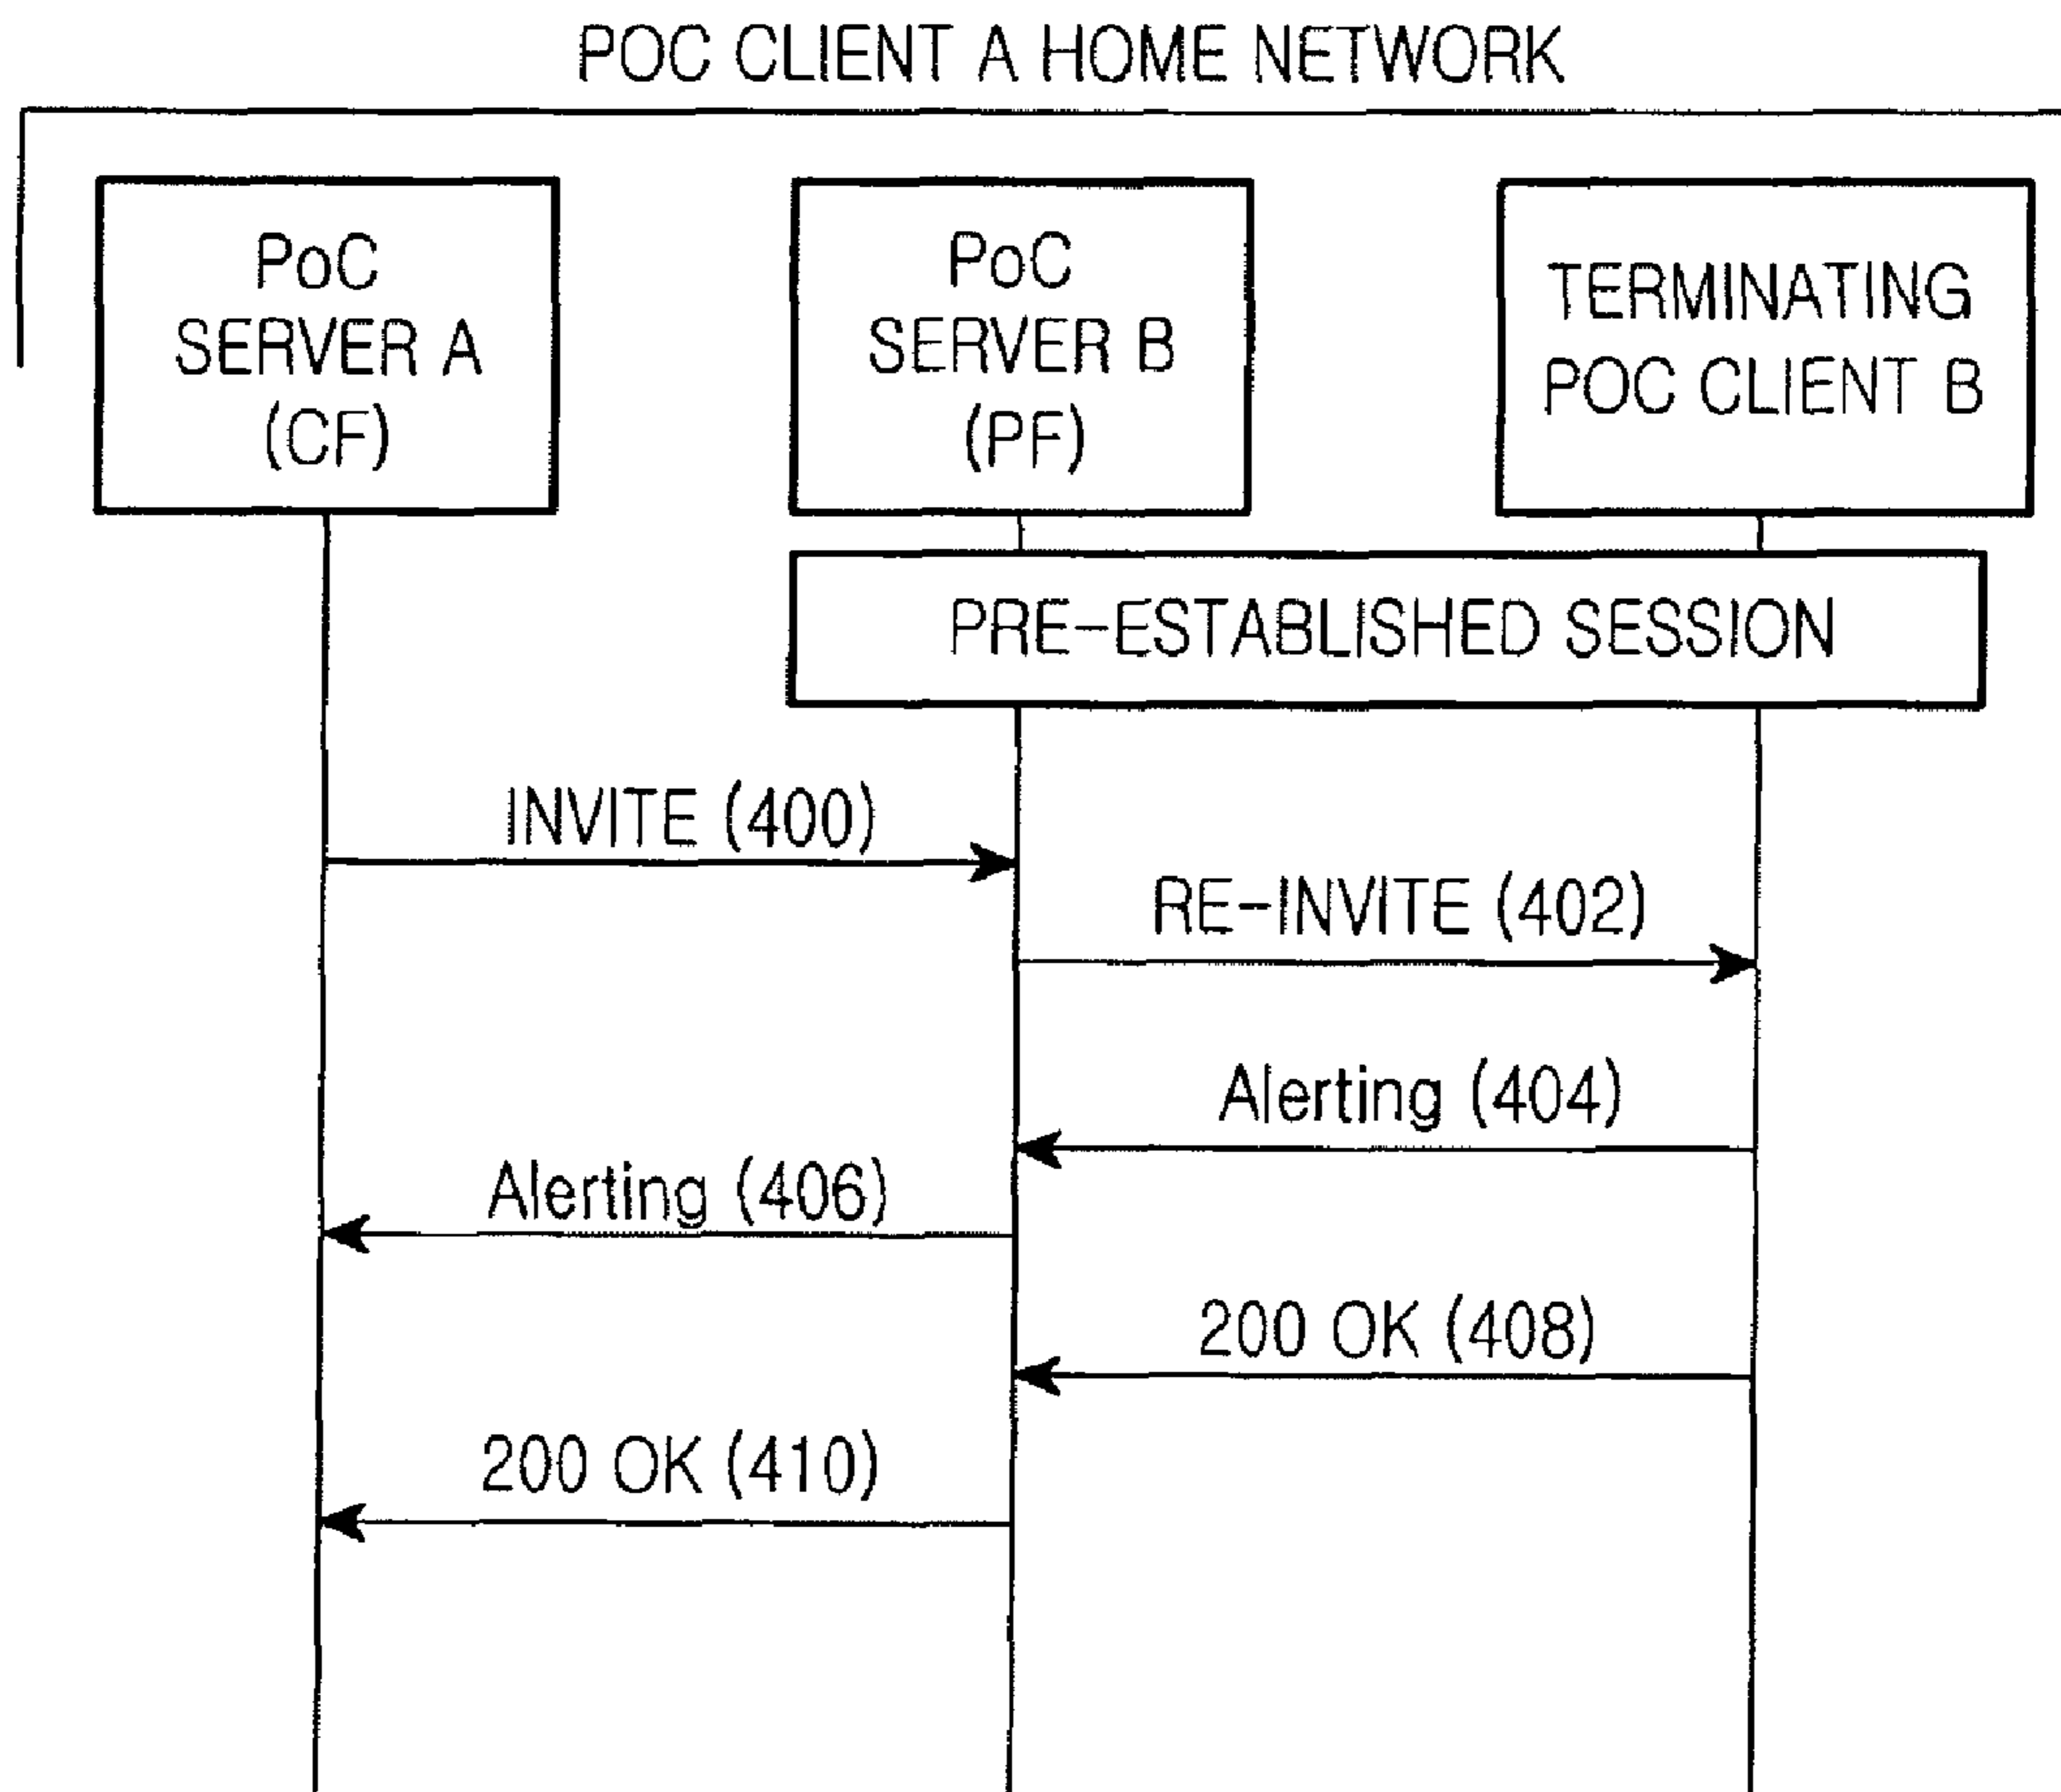 POC CLIENT A HOME NETWORK
PoC
SERVER A
(CF)
PoC
SERVER B
(PF)
TERMINATING
POC CLIENT B
PRE-ESTABLISHED SESSION
INVITE (400)
RE-INVITE (402)
Alerting (404)
Alerting (406)
200 OK (408)
200 OK (410)